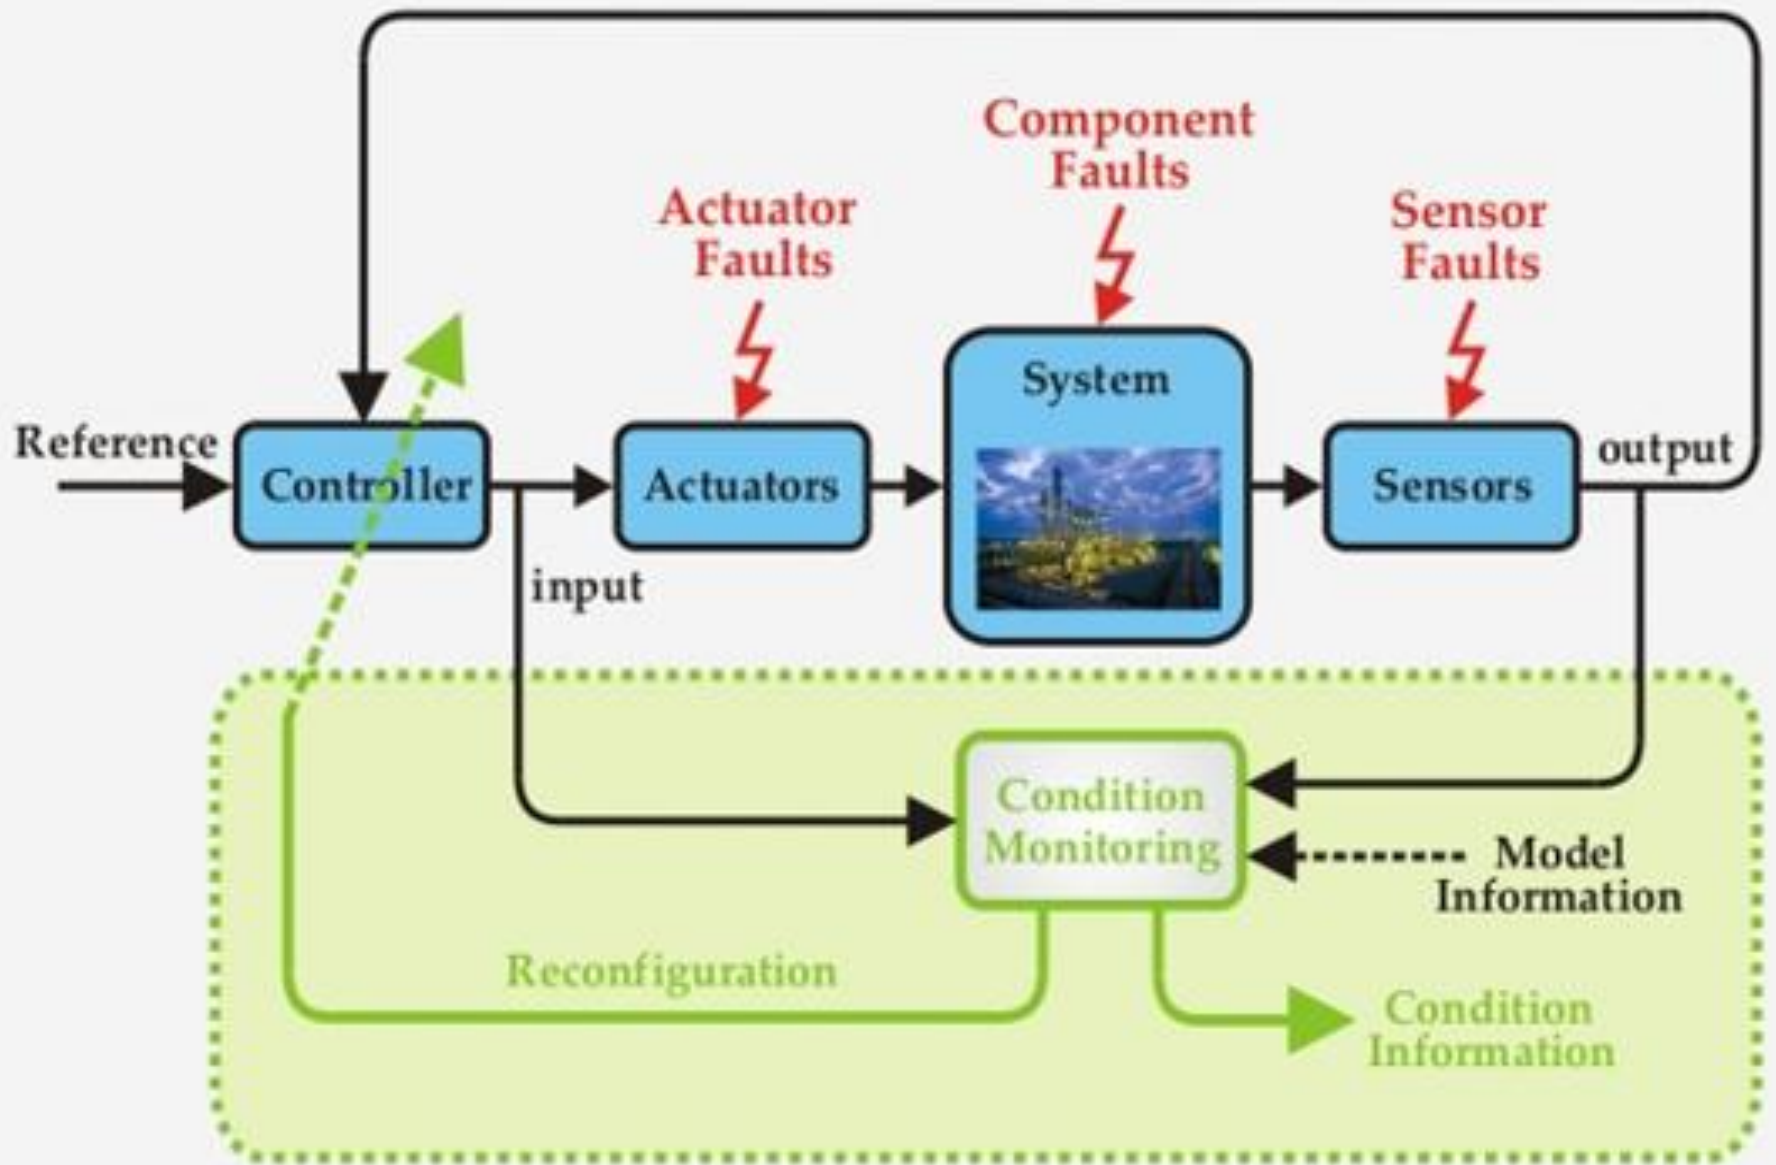 Component
Faults
Actuator
Faults
Sensor
Faults
System
Reference
Controller
Actuators
Sensors
output
input
Condition
Monitoring
Model
Information
Reconfiguration
Condition
Information